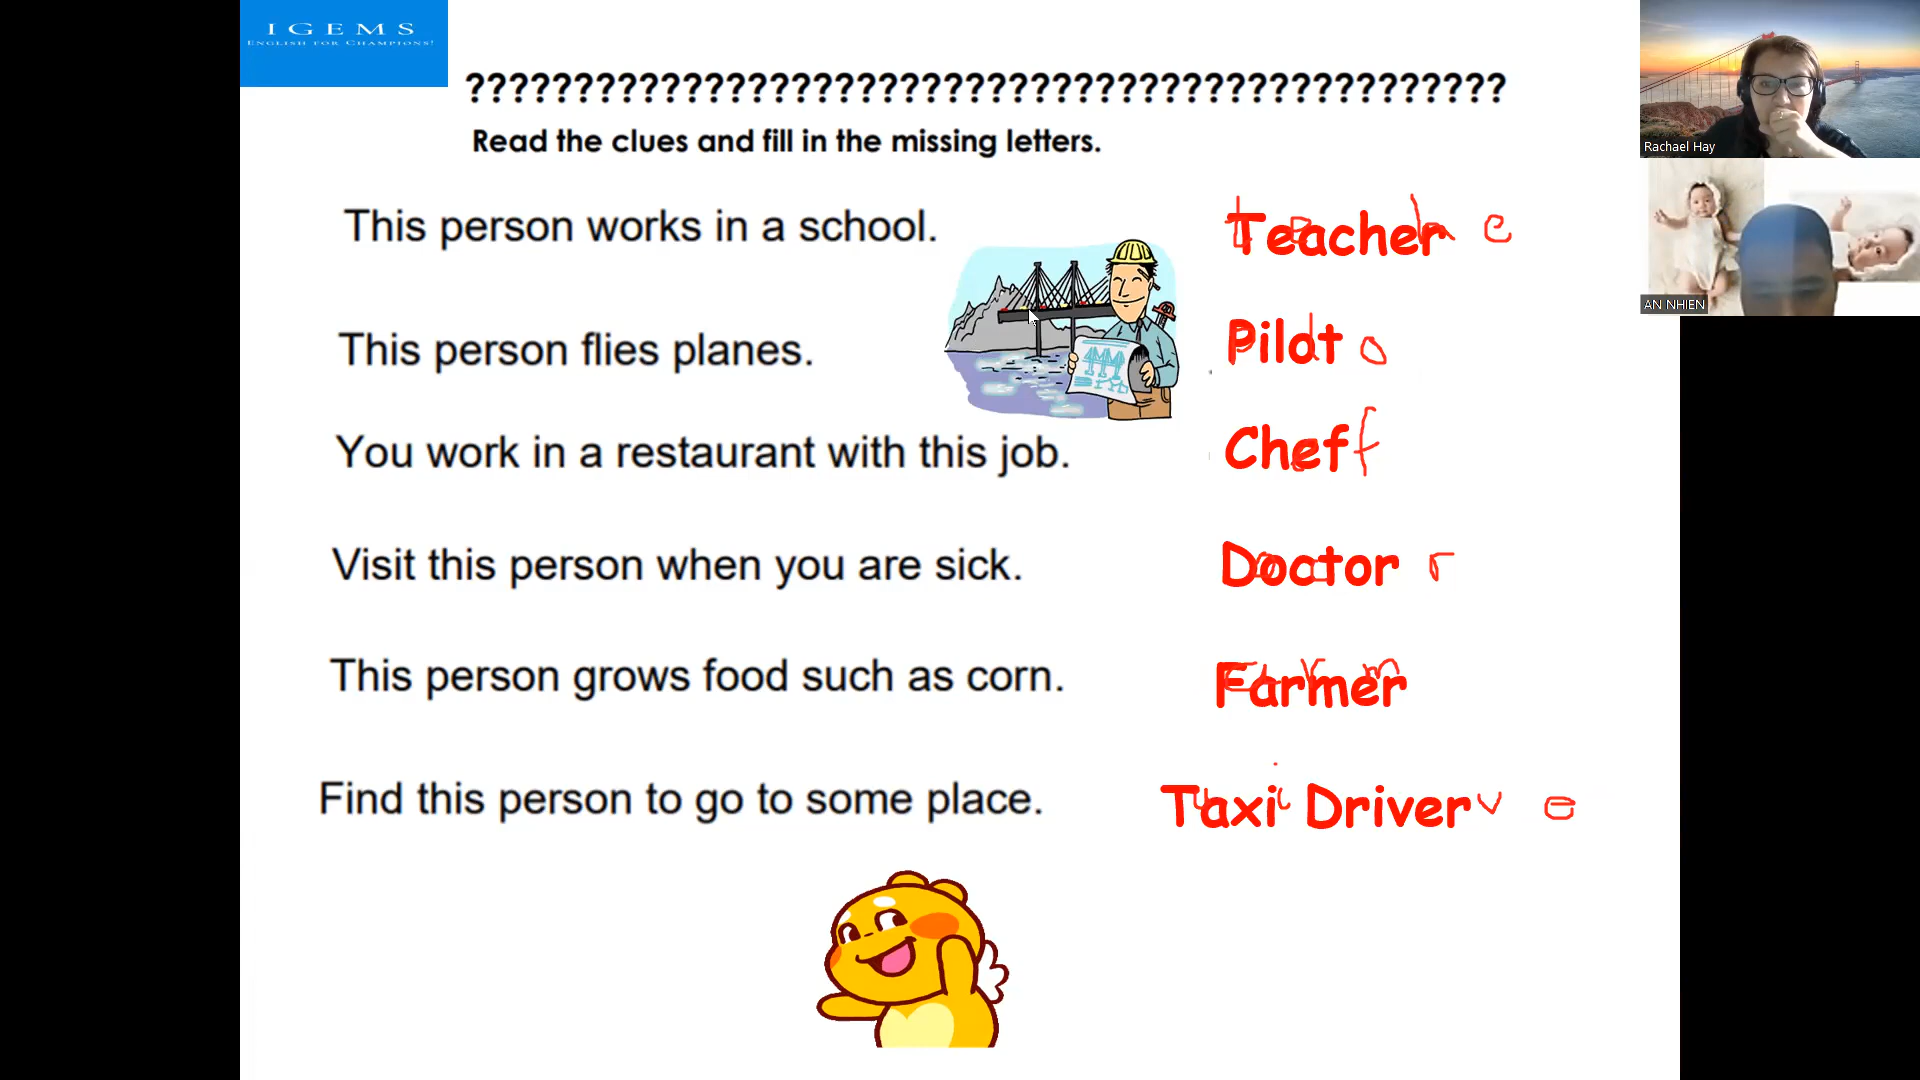 IGEMS
ENGLISH FOR CHAMPIONS!
????????????????????????????????????????????????
Read the clues and fill in the missing letters.
This person works in a school.
Teacher
This person flies planes.
Pilot
You work in a restaurant with this job.
Chef
Visit this person when you are sick.
Doctor
This person grows food such as corn.
Farmer
Find this person to go to some place.
Taxi Driver
Rachael Hay
AN NHIEN